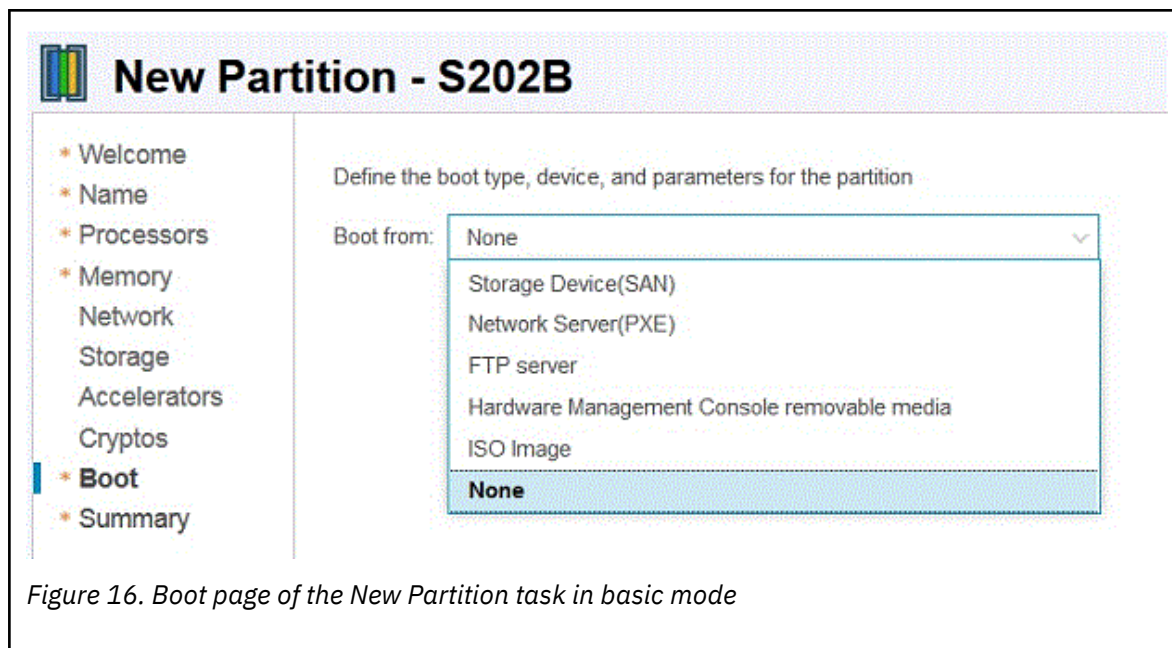 New Partition - S202B
* Welcome
* Name
* Processors
* Memory
Network
Storage
Accelerators
Cryptos
* Boot
* Summary
Define the boot type, device, and parameters for the partition
Boot from: None
Storage Device(SAN)
Network Server(PXE)
FTP server
Hardware Management Console removable media
ISO Image
None
Figure 16. Boot page of the New Partition task in basic mode